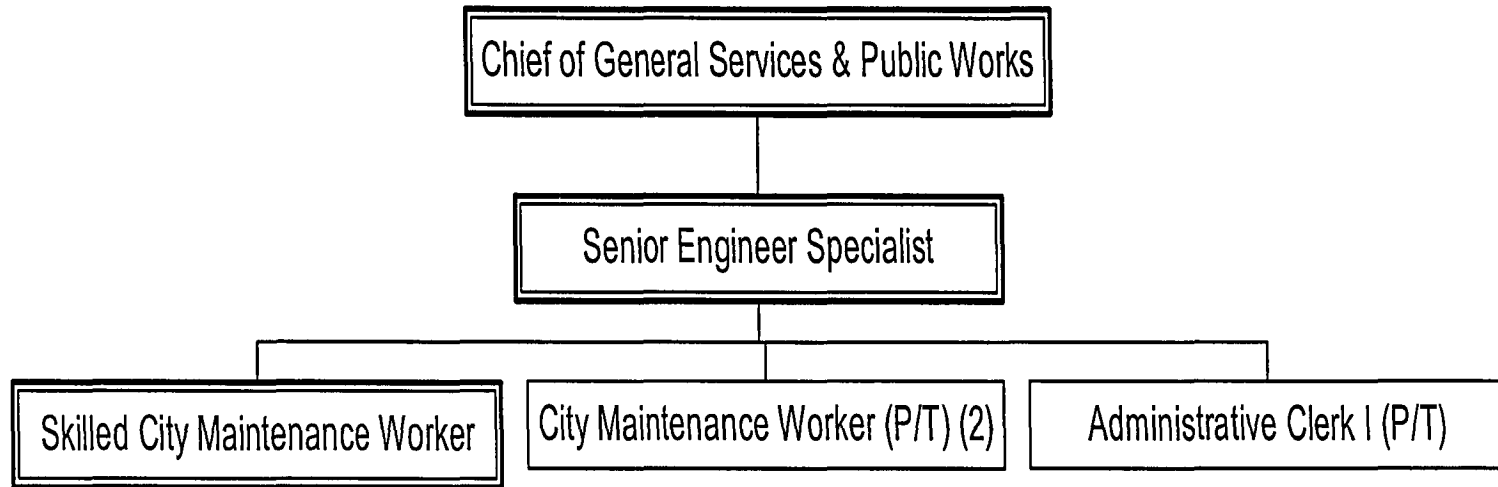 Chief of General Services & Public Works
Senior Engineer Specialist
Skilled City Maintenance Worker
City Maintenance Worker (P/T) (2)
Administrative Clerk I (P/T)